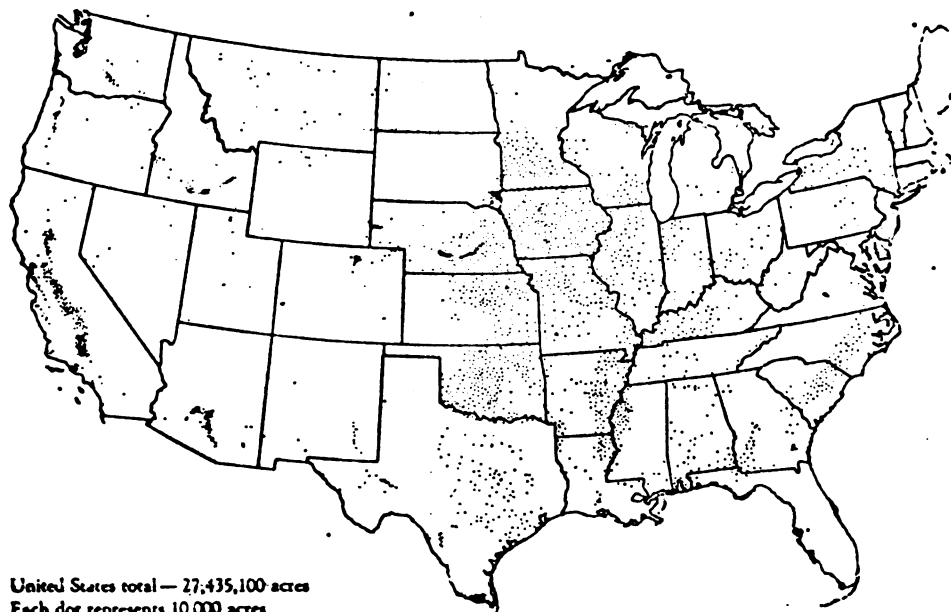 United States total — 27,435,100 acres
Each dot represents 10,000 acres